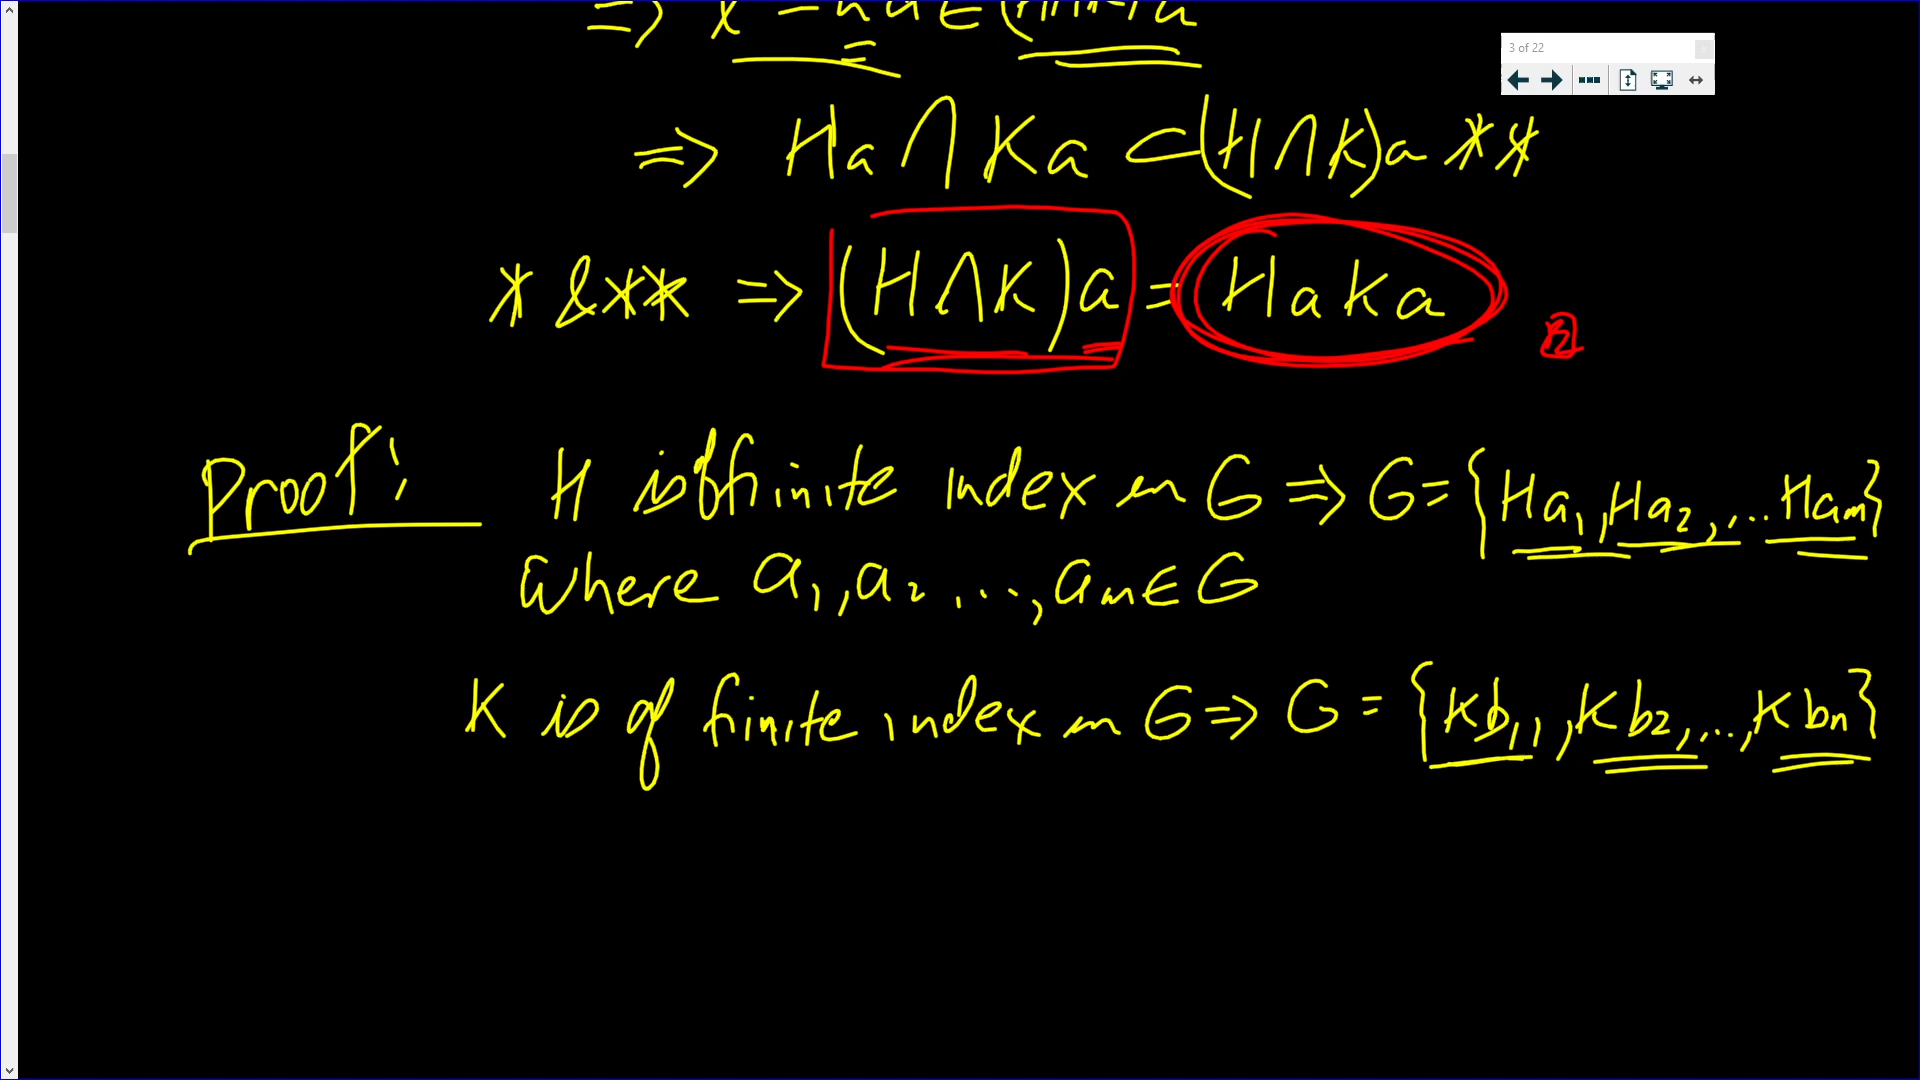 => x = ha ∈ (H∩K)a
3 of 22
=> Ha ∩ Ka ⊂ (H∩K)a **
* & ** => (H∩K)a = HaKa
Proof: H is of finite index in G => G = {Ha₁, Ha₂, ... Haₘ}
where a₁, a₂ ..., aₘ ∈ G
K is of finite index in G => G = {Kb₁, Kb₂, ..., Kbₙ}